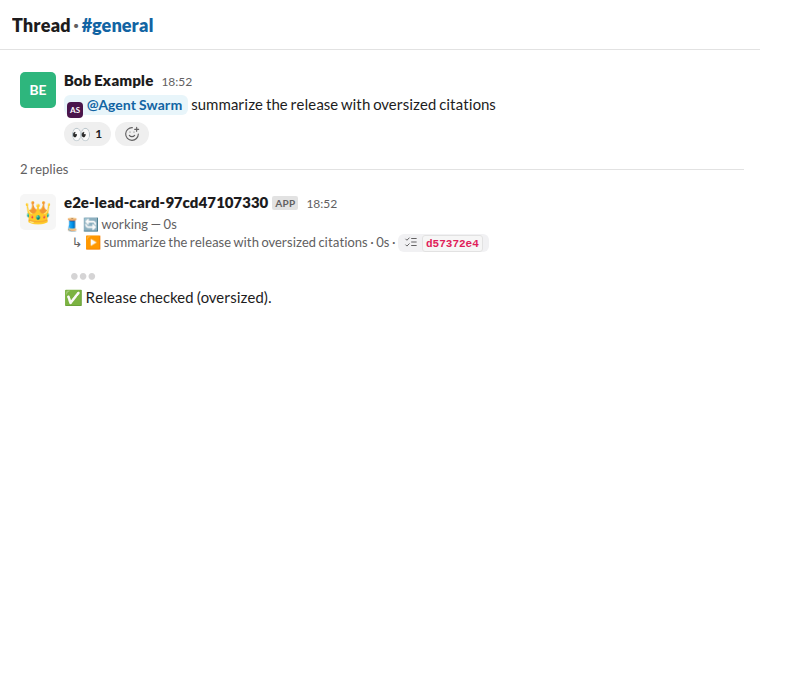 Thread • #general
BE
Bob Example 18:52
AS @Agent Swarm summarize the release with oversized citations
👀 1
2 replies
e2e-lead-card-97cd47107330 APP 18:52
🧵 🔄 working — 0s
↳ ▶️ summarize the release with oversized citations · 0s · d57372e4
✅ Release checked (oversized).